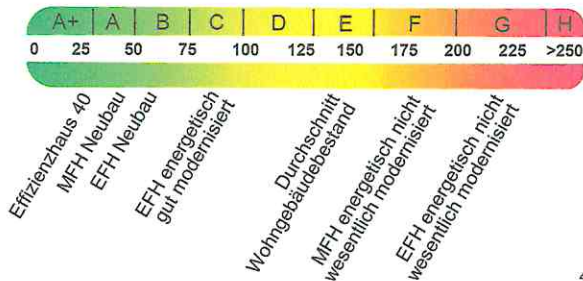 A+ A B C D E F G H
0 25 50 75 100 125 150 175 200 225 >250
Effizienzhaus 40
MFH Neubau
EFH Neubau
EFH energetisch
gut modernisiert
Durchschnitt
Wohngebäudebestand
MFH energetisch nicht
wesentlich modernisiert
EFH energetisch nicht
wesentlich modernisiert